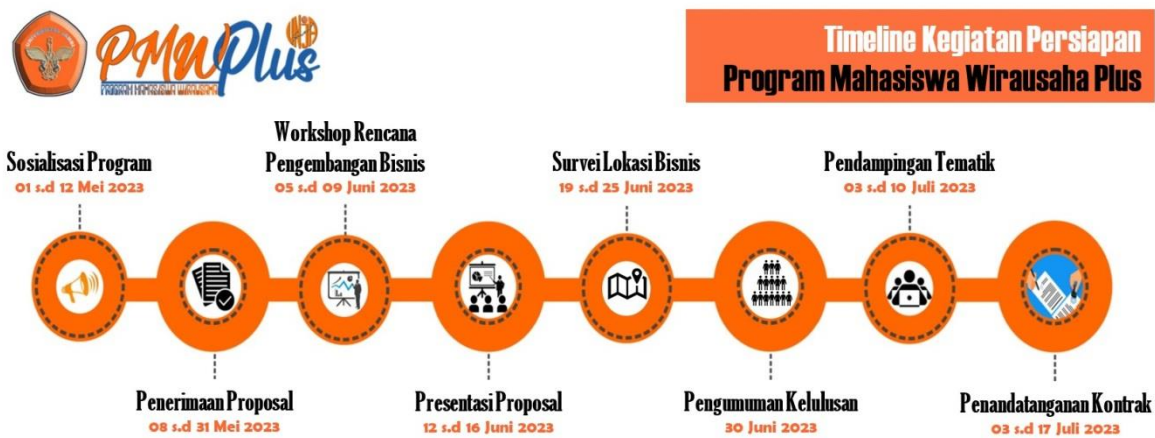 PMWPlus
UNJA
Timeline Kegiatan Persiapan
Program Mahasiswa Wirausaha Plus
Sosialisasi Program
01 s.d 12 Mei 2023
Workshop Rencana
Pengembangan Bisnis
05 s.d 09 Juni 2023
Survei Lokasi Bisnis
19 s.d 25 Juni 2023
Pendampingan Tematik
03 s.d 10 Juli 2023
Penerimaan Proposal
08 s.d 31 Mei 2023
Presentasi Proposal
12 s.d 16 Juni 2023
Pengumuman Kelulusan
30 Juni 2023
Penandatanganan Kontrak
03 s.d 17 Juli 2023